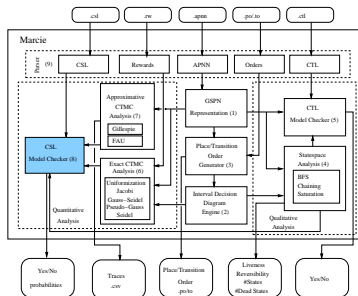 .csl .rw .apnn .po/to .ctl
Marcie
Parser
(9)
CSL Rewards APNN Orders CTL
Approximative
CTMC
Analysis (7)
Gillespie
FAU
GSPN
Representation (1)
CTL
Model Checker (5)
CSL
Model Checker (8)
Place/Transition
Order
Generator (3)
Statespace
Analysis (4)
BFS
Chaining
Saturation
Exact CTMC
Analysis (6)
Uniformization
Jacobi
Gauss-Seidel
Pseudo-Gauss
Seidel
Interval Decision
Diagram
Engine (2)
Quantitative
Analysis
Qualitative
Analysis
Yes/No
probabilities
Traces
.csv
Place/Transition
Order
.po/to
Liveness
Reversibility
#States
#Dead States
Yes/No